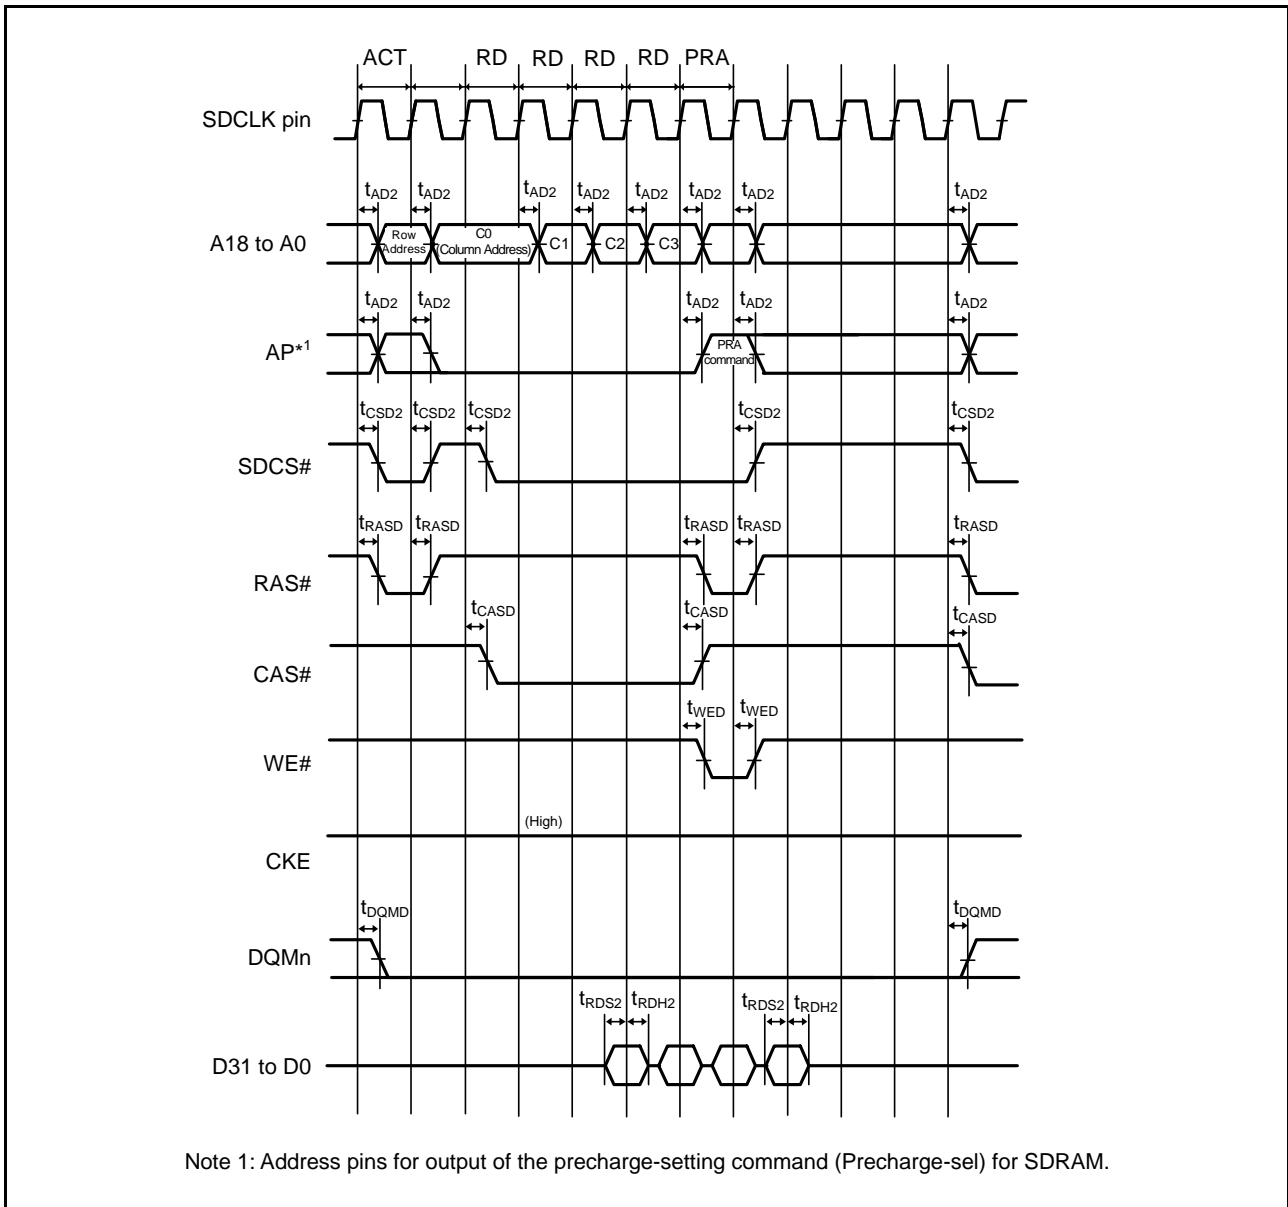 ACT RD RD RD RD PRA
SDCLK pin
tAD2 tAD2 tAD2 tAD2 tAD2 tAD2 tAD2 tAD2
A18 to A0
Row
Address
C0
(Column Address)
C1 C2 C3
tAD2 tAD2 tAD2 tAD2 tAD2
AP*1
PRA
command
tCSD2 tCSD2 tCSD2 tCSD2 tCSD2
SDCS#
tRASD tRASD tRASD tRASD tRASD
RAS#
tCASD tCASD tCASD
CAS#
tWED tWED
WE#
(High)
CKE
tDQMD tDQMD
DQMn
tRDS2 tRDH2 tRDS2 tRDH2
D31 to D0
Note 1: Address pins for output of the precharge-setting command (Precharge-sel) for SDRAM.